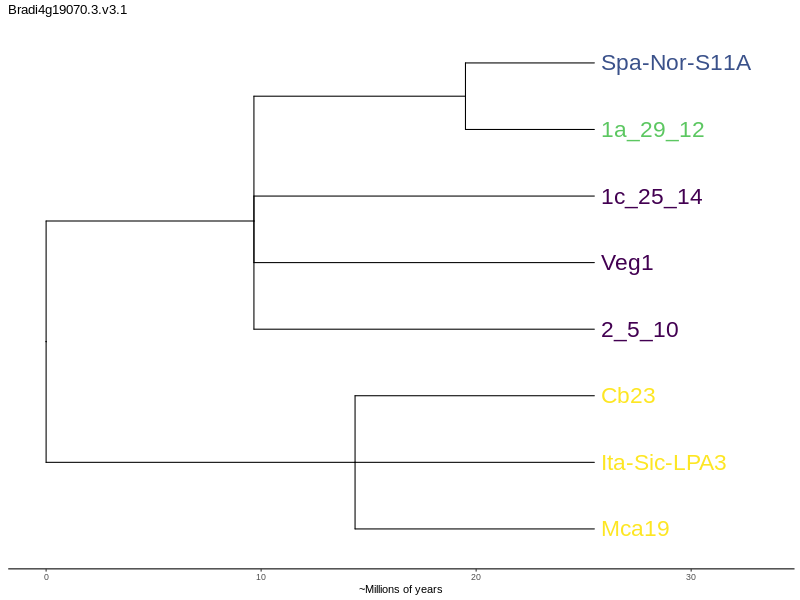 Bradi4g19070.3.v3.1
Spa-Nor-S11A
1a_29_12
1c_25_14
Veg1
2_5_10
Cb23
Ita-Sic-LPA3
Mca19
0 10 20 30
~Millions of years